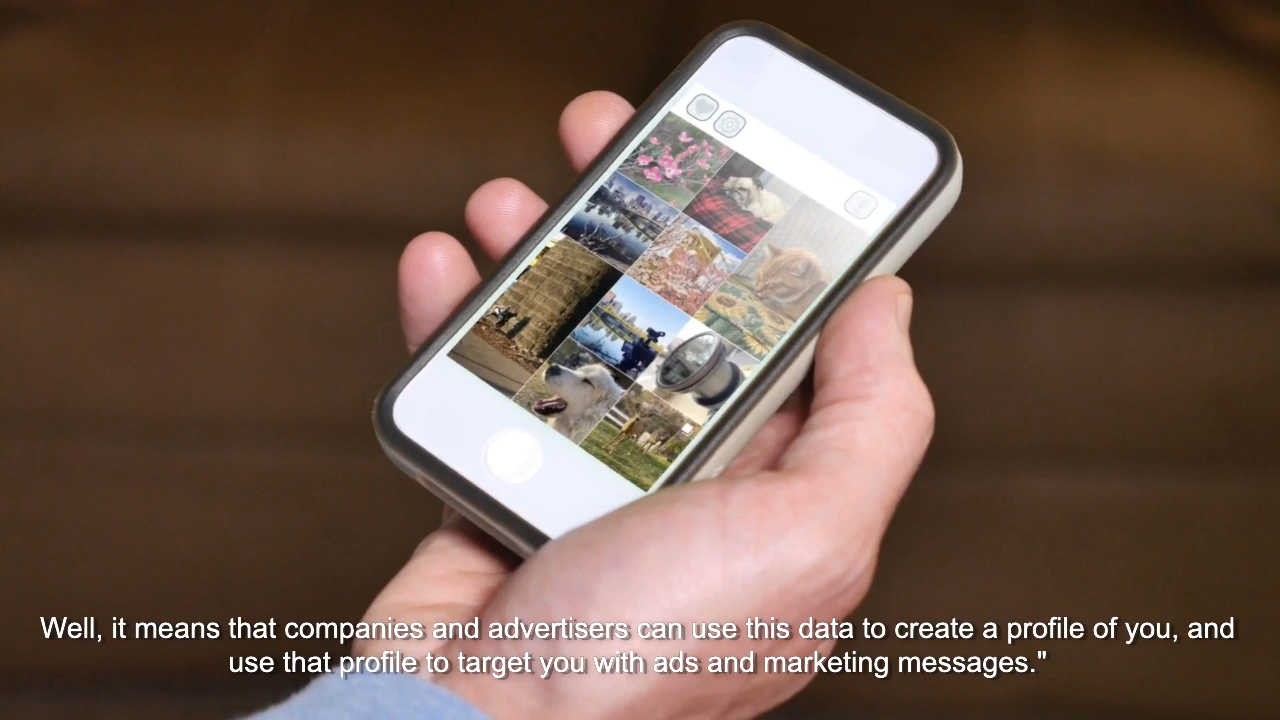 Well, it means that companies and advertisers can use this data to create a profile of you, and
use that profile to target you with ads and marketing messages."